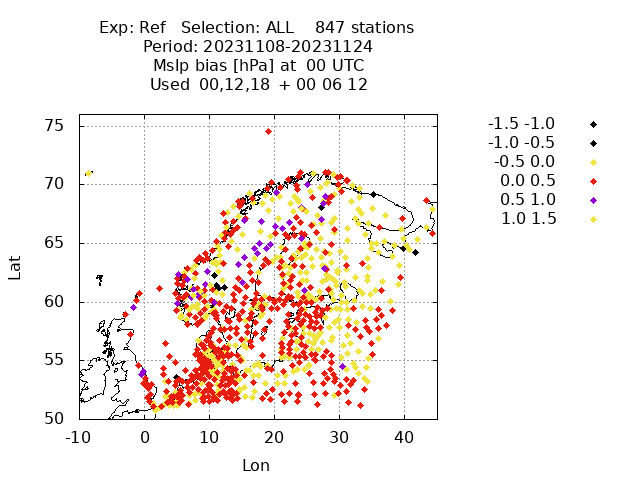 Exp: Ref Selection: ALL 847 stations
Period: 20231108-20231124
Mslp bias [hPa] at 00 UTC
Used 00,12,18 + 00 06 12
-1.5 -1.0
-1.0 -0.5
-0.5 0.0
0.0 0.5
0.5 1.0
1.0 1.5
75
70
65
60
55
50
Lat
-10 0 10 20 30 40
Lon